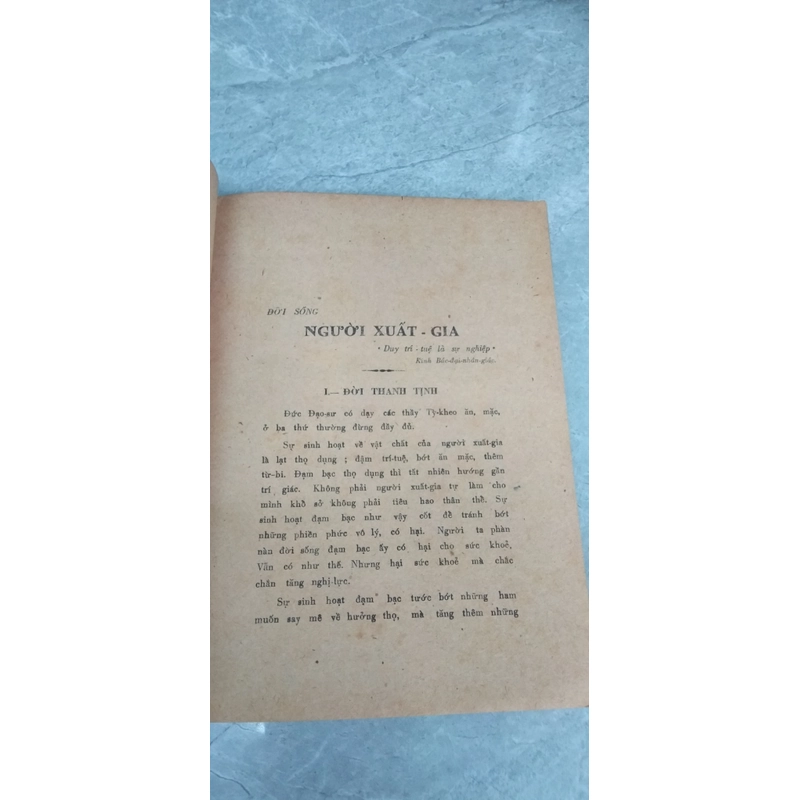 ĐỜI SỐNG
NGƯỜI XUẤT - GIA
« Duy trí - tuệ là sự nghiệp »
Kinh Bác-đại-nhân-giác.
I.— ĐỜI THANH TỊNH
Đức Đạo-sư có dạy các thầy Tỷ-kheo ăn, mặc,
ở ba thứ thường đừng đầy đủ.
Sự sinh hoạt về vật chất của người xuất-gia
là lạt thọ dụng ; đậm trí-tuệ, bớt ăn mặc, thêm
từ-bi. Đạm bạc thọ dụng thì tất nhiên hướng gần
trí giác. Không phải người xuất-gia tự làm cho
mình khổ sở không phải tiêu hao thân thể. Sự
sinh hoạt đạm bạc như vậy cốt để tránh bớt
những phiền phức vô lý, có hại. Người ta phàn
nàn đời sống đạm bạc ấy có hại cho sức khoẻ,
Vẫn có như thế. Nhưng hại sức khoẻ mà chắc
chắn tăng nghị-lực.
Sự sinh hoạt đạm bạc tước bớt những ham
muốn say mê về hưởng thọ, mà tăng thêm những